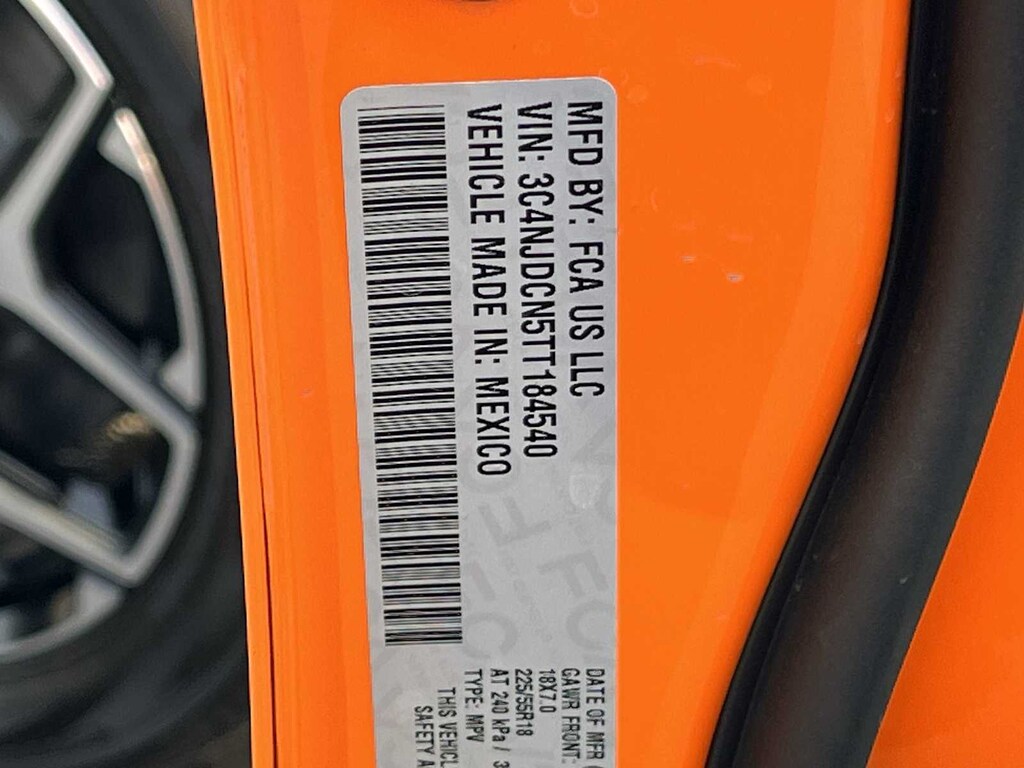 MFD BY: FCA US LLC
VIN: 3C4NJDCN5TT184540
VEHICLE MADE IN: MEXICO
DATE OF MFR
GAWR FRONT:
18X7.0
225/55R18
AT 240 kPa / 3
TYPE: MPV
THIS VEHICL
SAFETY A